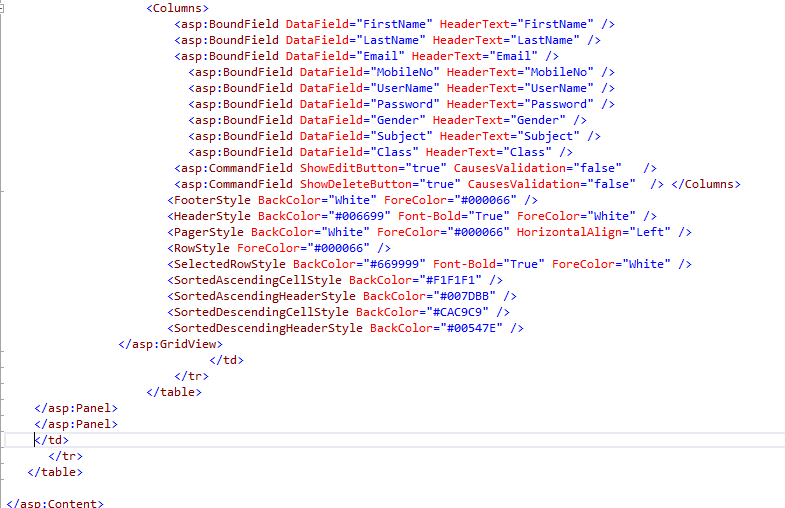 <Columns>
<asp:BoundField DataField="FirstName" HeaderText="FirstName" />
<asp:BoundField DataField="LastName" HeaderText="LastName" />
<asp:BoundField DataField="Email" HeaderText="Email" />
<asp:BoundField DataField="MobileNo" HeaderText="MobileNo" />
<asp:BoundField DataField="UserName" HeaderText="UserName" />
<asp:BoundField DataField="Password" HeaderText="Password" />
<asp:BoundField DataField="Gender" HeaderText="Gender" />
<asp:BoundField DataField="Subject" HeaderText="Subject" />
<asp:BoundField DataField="Class" HeaderText="Class" />
<asp:CommandField ShowEditButton="true" CausesValidation="false"   />
<asp:CommandField ShowDeleteButton="true" CausesValidation="false"  /> </Columns>
<FooterStyle BackColor="White" ForeColor="#000066" />
<HeaderStyle BackColor="#006699" Font-Bold="True" ForeColor="White" />
<PagerStyle BackColor="White" ForeColor="#000066" HorizontalAlign="Left" />
<RowStyle ForeColor="#000066" />
<SelectedRowStyle BackColor="#669999" Font-Bold="True" ForeColor="White" />
<SortedAscendingCellStyle BackColor="#F1F1F1" />
<SortedAscendingHeaderStyle BackColor="#007DBB" />
<SortedDescendingCellStyle BackColor="#CAC9C9" />
<SortedDescendingHeaderStyle BackColor="#00547E" />
</asp:GridView>
</td>
</tr>
</table>
</asp:Panel>
</asp:Panel>
</td>
</tr>
</table>
</asp:Content>